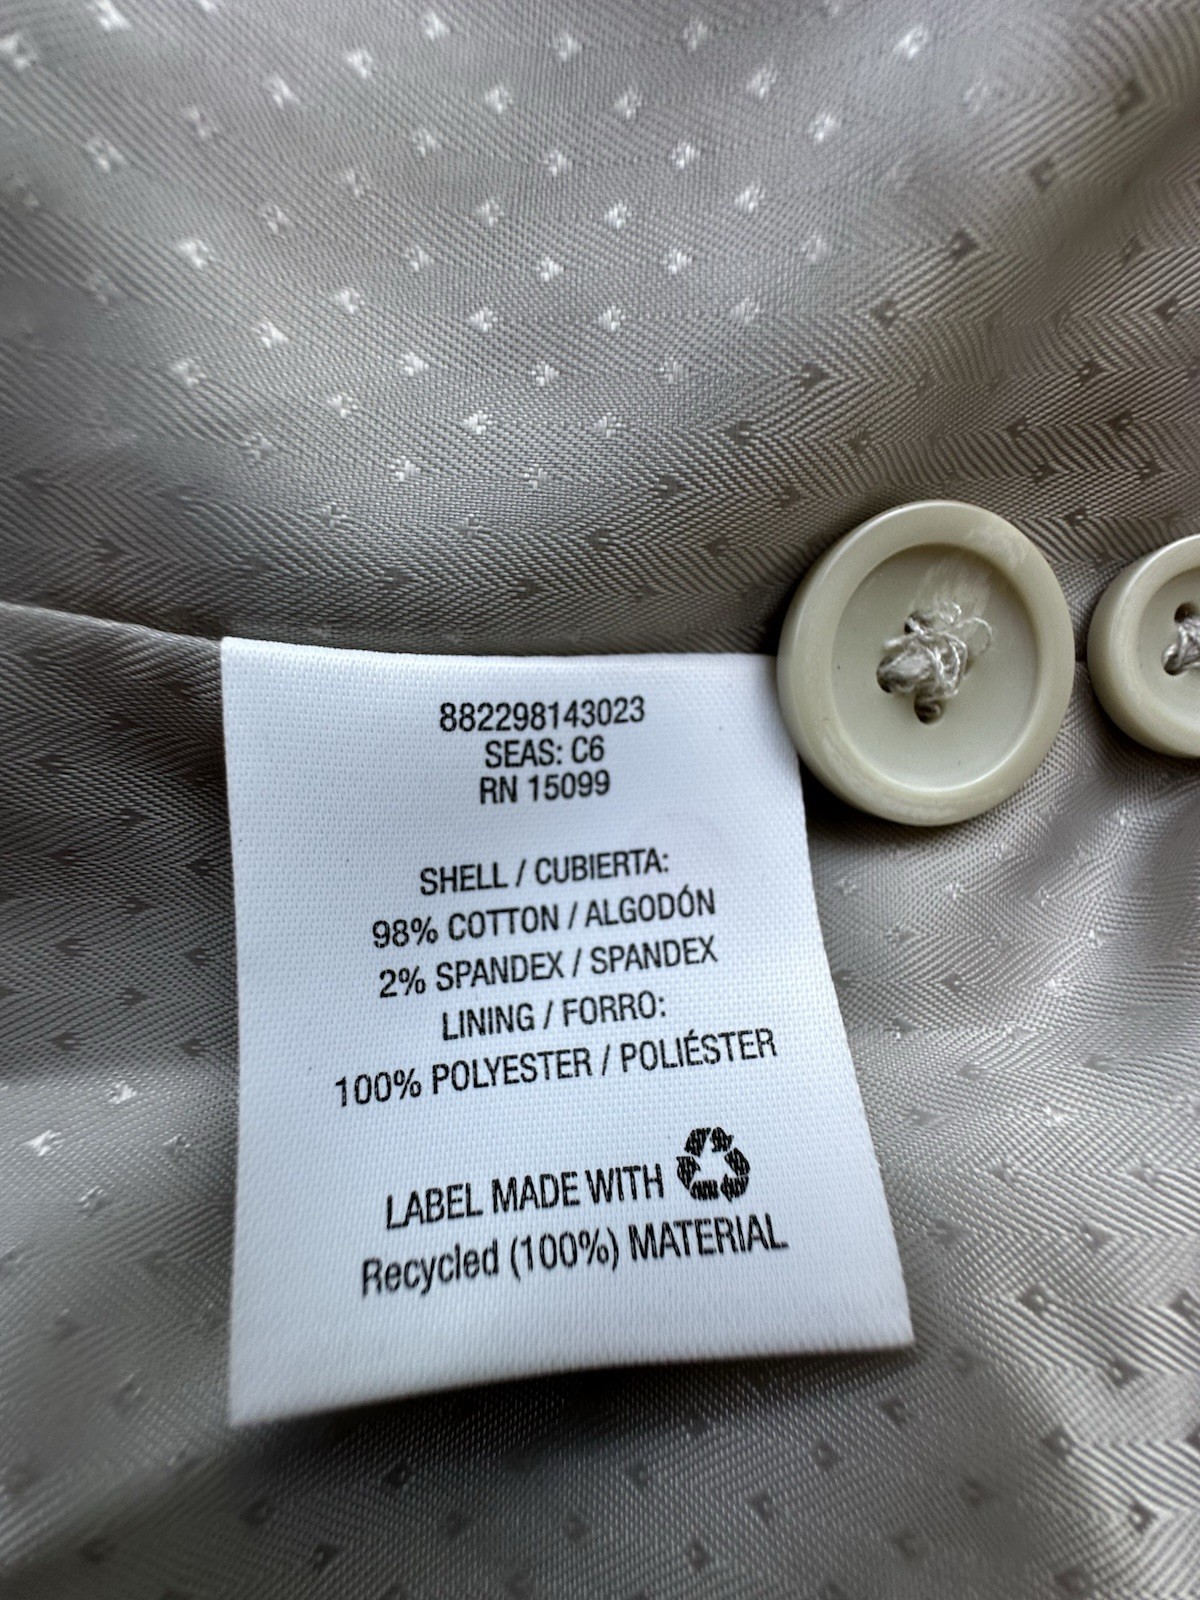 882298143023
SEAS: C6
RN 15099
SHELL / CUBIERTA:
98% COTTON / ALGODÓN
2% SPANDEX / SPANDEX
LINING / FORRO:
100% POLYESTER / POLIÉSTER
LABEL MADE WITH
Recycled (100%) MATERIAL